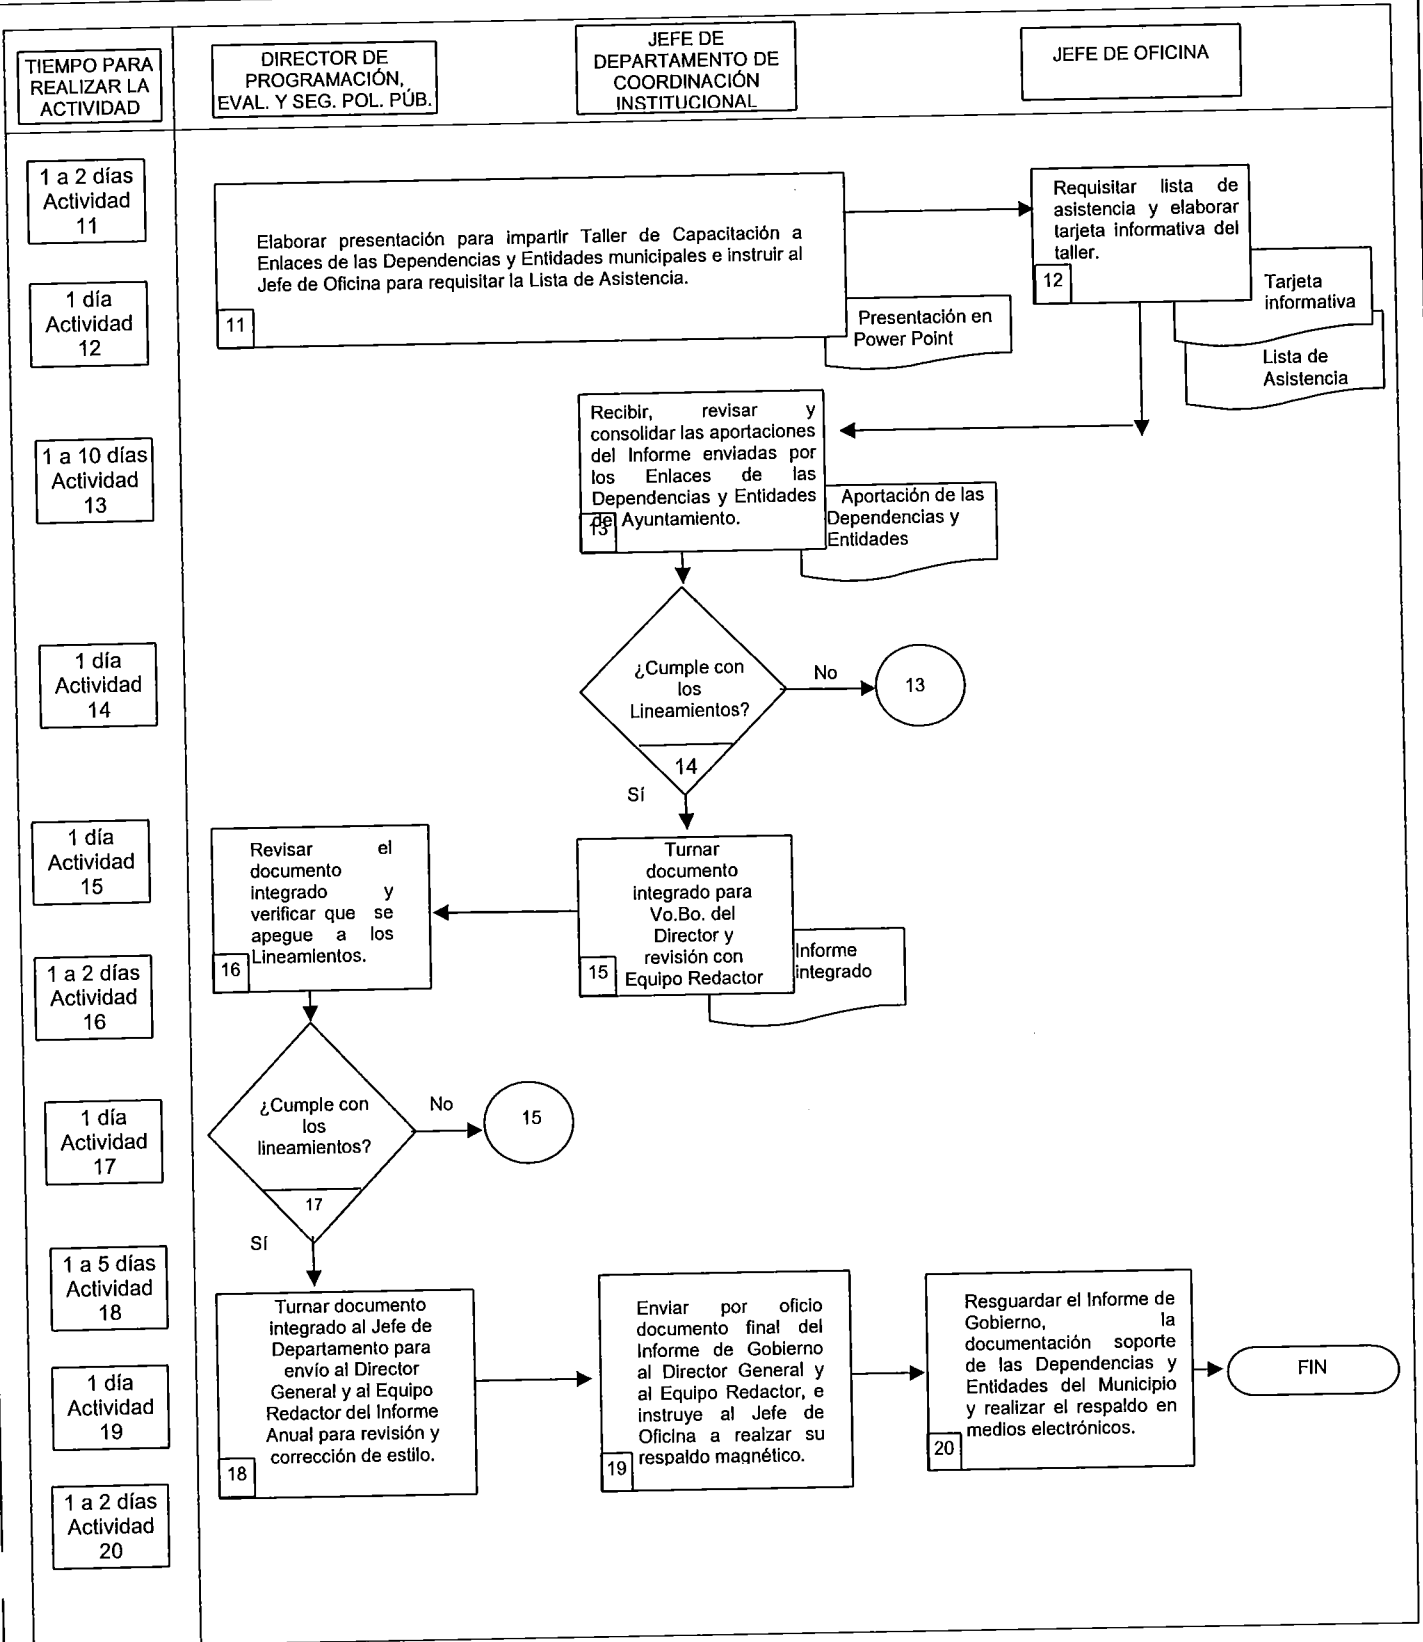 TIEMPO PARA
REALIZAR LA
ACTIVIDAD
DIRECTOR DE
PROGRAMACIÓN,
EVAL. Y SEG. POL. PÚB.
JEFE DE
DEPARTAMENTO DE
COORDINACIÓN
INSTITUCIONAL
JEFE DE OFICINA
1 a 2 días
Actividad
11
Elaborar presentación para impartir Taller de Capacitación a
Enlaces de las Dependencias y Entidades municipales e instruir al
Jefe de Oficina para requisitar la Lista de Asistencia.
11
Presentación en
Power Point
Requisitar lista de
asistencia y elaborar
tarjeta informativa del
taller.
12
Tarjeta
informativa
Lista de
Asistencia
1 día
Actividad
12
Recibir, revisar y
consolidar las aportaciones
del Informe enviadas por
los Enlaces de las
Dependencias y Entidades
del Ayuntamiento.
13
Aportación de las
Dependencias y
Entidades
1 a 10 días
Actividad
13
¿Cumple con
los
Lineamientos?
14
No
13
Sí
1 día
Actividad
14
1 día
Actividad
15
Revisar el
documento
integrado y
verificar que se
apegue a los
Lineamientos.
16
Turnar
documento
integrado para
Vo.Bo. del
Director y
revisión con
Equipo Redactor
15
Informe
integrado
1 a 2 días
Actividad
16
¿Cumple con
los
lineamientos?
17
No
15
Sí
1 día
Actividad
17
1 a 5 días
Actividad
18
Turnar documento
integrado al Jefe de
Departamento para
envío al Director
General y al Equipo
Redactor del Informe
Anual para revisión y
corrección de estilo.
18
Enviar por oficio
documento final del
Informe de Gobierno
al Director General y
al Equipo Redactor, e
instruye al Jefe de
Oficina a realzar su
respaldo magnético.
19
Resguardar el Informe de
Gobierno, la
documentación soporte
de las Dependencias y
Entidades del Municipio
y realizar el respaldo en
medios electrónicos.
20
FIN
1 día
Actividad
19
1 a 2 días
Actividad
20